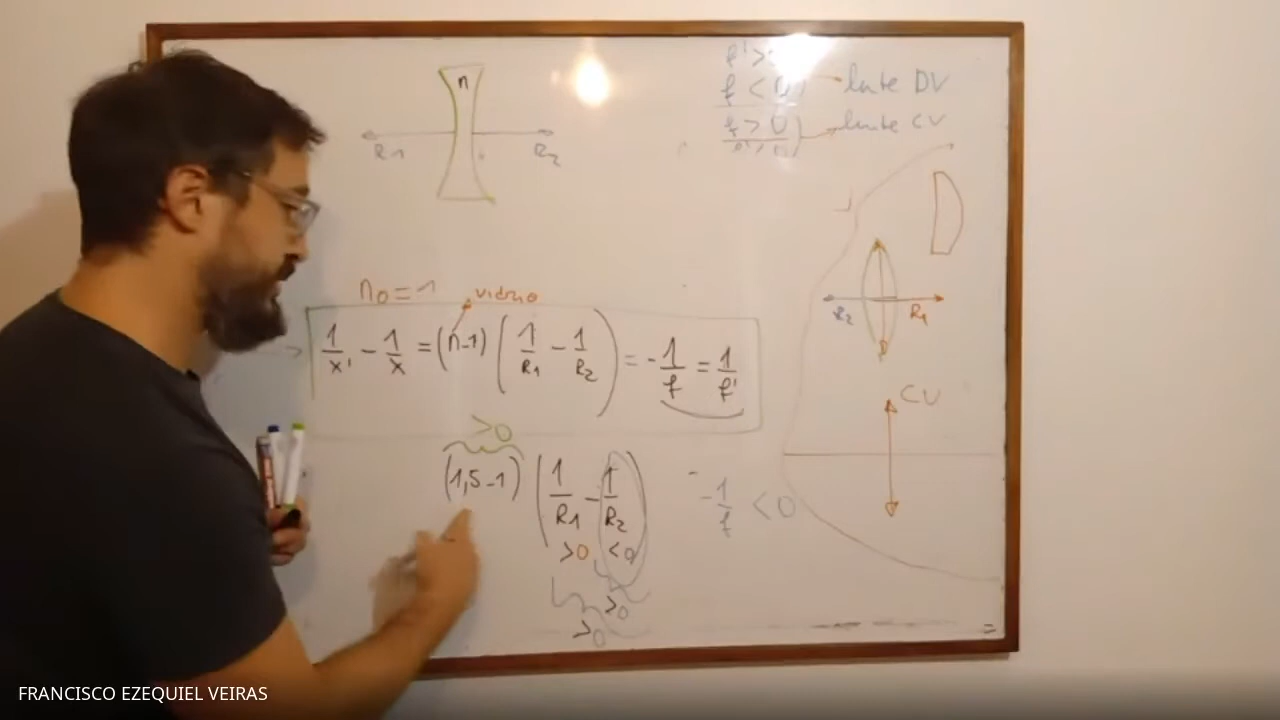 n
R1 R2
f' >
f < 0 lente DV
f > 0 lente CV
n0 = 1 vidrio
1/x' - 1/x = (n-1) (1/R1 - 1/R2) = -1/f = 1/f'
R2 R1
CV
>0
(1,5-1) (1/R1 - 1/R2) -1/f < 0
>0 <0
>0
>0
FRANCISCO EZEQUIEL VEIRAS